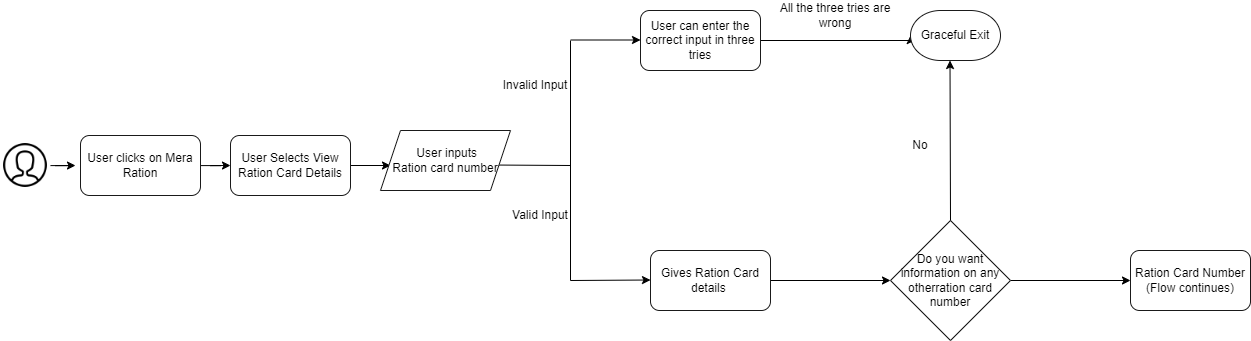 User clicks on Mera
Ration
User Selects View
Ration Card Details
User inputs
Ration card number
Invalid Input
Valid Input
User can enter the
correct input in three
tries
All the three tries are
wrong
Graceful Exit
Gives Ration Card
details
Do you want
information on any
otherration card
number
No
Ration Card Number
(Flow continues)